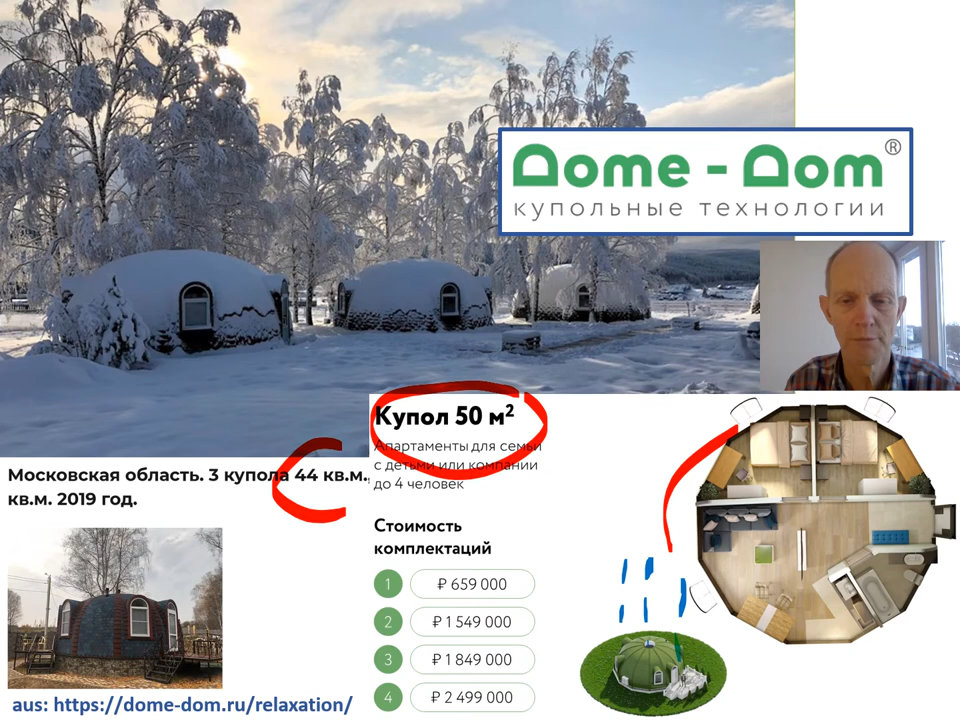 Dome - Dom®
купольные технологии
Купол 50 м²
Апартаменты для семьи
с детьми или компании
до 4 человек
Московская область. 3 купола 44 кв.м.,
кв.м. 2019 год.
Стоимость
комплектаций
1 ₽ 659 000
2 ₽ 1 549 000
3 ₽ 1 849 000
4 ₽ 2 499 000
aus: https://dome-dom.ru/relaxation/